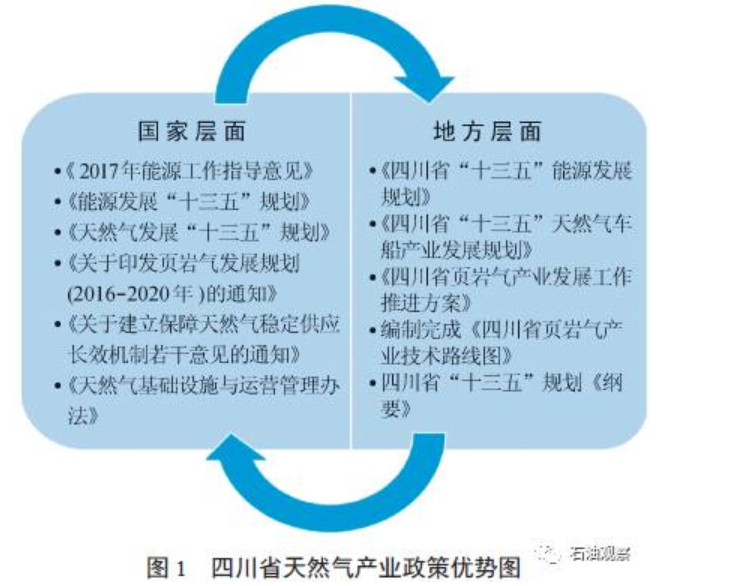 国家层面
•《2017年能源工作指导意见》
•《能源发展“十三五”规划》
•《天然气发展“十三五”规划》
•《关于印发页岩气发展规划
(2016-2020年)的通知》
•《关于建立保障天然气稳定供应
长效机制若干意见的通知》
•《天然气基础设施与运营管理办
法》
地方层面
•《四川省“十三五”能源发展
规划》
•《四川省“十三五”天然气车
船产业发展规划》
•《四川省页岩气产业发展工作
推进方案》
•编制完成《四川省页岩气产
业技术路线图》
•四川省“十三五”规划《纲
要》
图1 四川省天然气产业政策优势图
石油观察